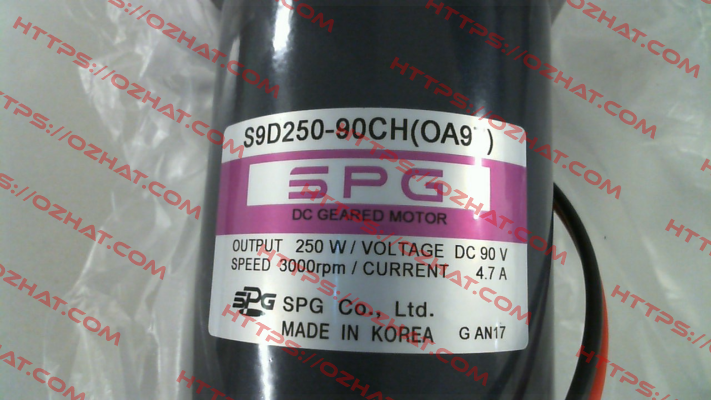 S9D250-90CH(OA9 )
SPG
DC GEARED MOTOR
OUTPUT 250 W / VOLTAGE DC 90 V
SPEED 3000rpm / CURRENT 4.7 A
SPG SPG Co., Ltd.
MADE IN KOREA G AN17
HTTPS://OZHAT.COM